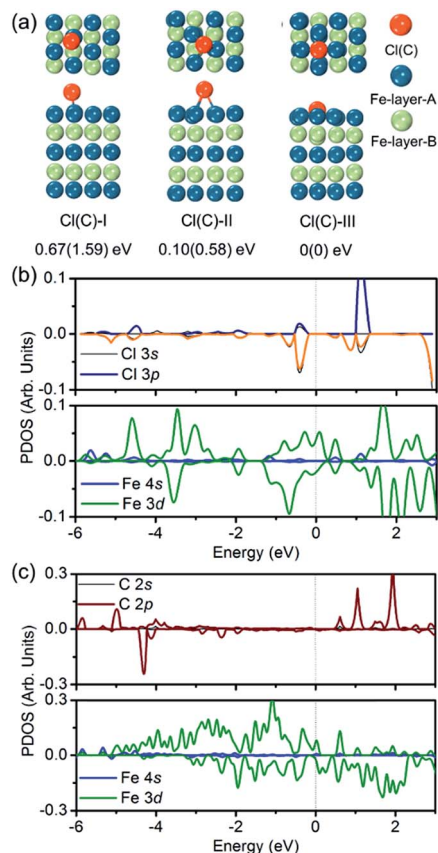 (a)
Cl(C)
Fe-layer-A
Fe-layer-B
Cl(C)-I Cl(C)-II Cl(C)-III
0.67(1.59) eV 0.10(0.58) eV 0(0) eV
(b)
PDOS (Arb. Units)
0.1
0.0
-0.1
Cl 3s
Cl 3p
0.1
0.0
-0.1
Fe 4s
Fe 3d
-6 -4 -2 0 2
Energy (eV)
(c)
PDOS (Arb. Units)
0.3
0.0
-0.3
C 2s
C 2p
0.3
0.0
-0.3
Fe 4s
Fe 3d
-6 -4 -2 0 2
Energy (eV)